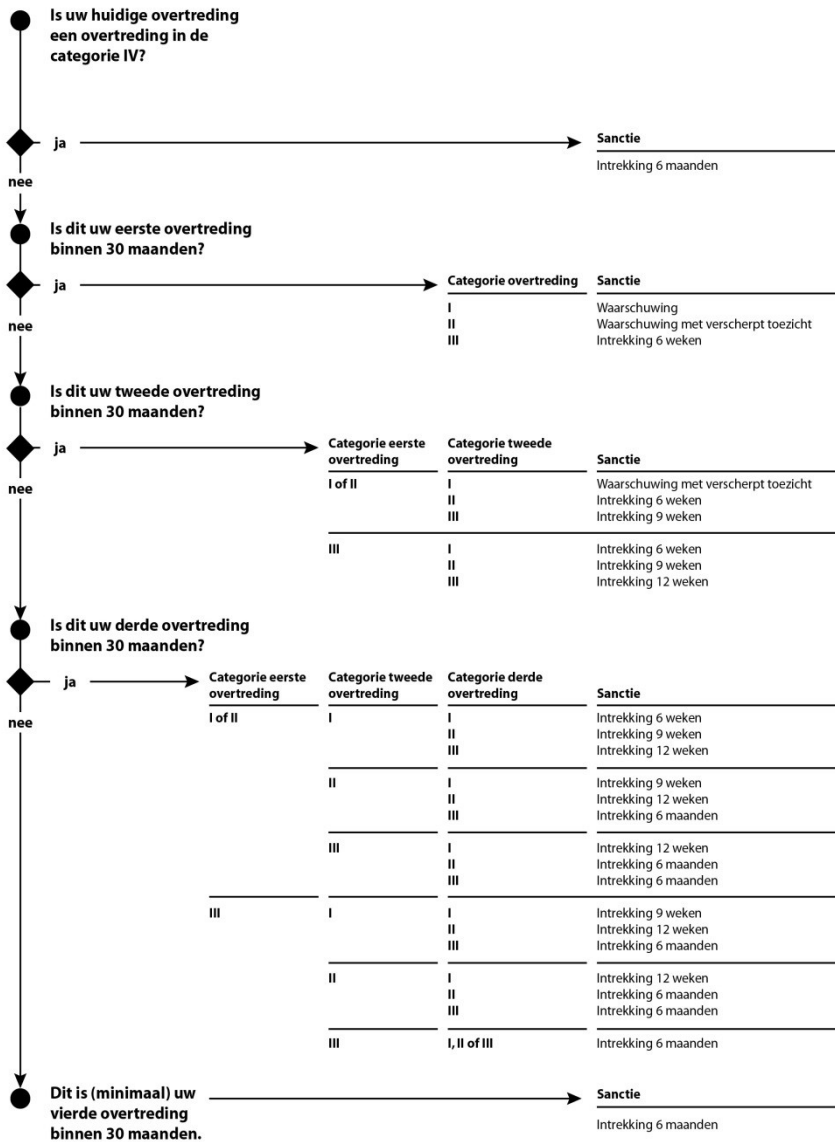 Is uw huidige overtreding
een overtreding in de
categorie IV?
ja
Sanctie
Intrekking 6 maanden
nee
Is dit uw eerste overtreding
binnen 30 maanden?
ja
Categorie overtreding Sanctie
I Waarschuwing
II Waarschuwing met verscherpt toezicht
III Intrekking 6 weken
nee
Is dit uw tweede overtreding
binnen 30 maanden?
ja
Categorie eerste overtreding Categorie tweede overtreding Sanctie
I of II I Waarschuwing met verscherpt toezicht
II Intrekking 6 weken
III Intrekking 9 weken
III I Intrekking 6 weken
II Intrekking 9 weken
III Intrekking 12 weken
nee
Is dit uw derde overtreding
binnen 30 maanden?
ja
Categorie eerste overtreding Categorie tweede overtreding Categorie derde overtreding Sanctie
I of II I I Intrekking 6 weken
II Intrekking 9 weken
III Intrekking 12 weken
II I Intrekking 9 weken
II Intrekking 12 weken
III Intrekking 6 maanden
III I Intrekking 12 weken
II Intrekking 6 maanden
III Intrekking 6 maanden
III I I Intrekking 9 weken
II Intrekking 12 weken
III Intrekking 6 maanden
II I Intrekking 12 weken
II Intrekking 6 maanden
III Intrekking 6 maanden
III I, II of III Intrekking 6 maanden
nee
Dit is (minimaal) uw
vierde overtreding
binnen 30 maanden.
Sanctie
Intrekking 6 maanden